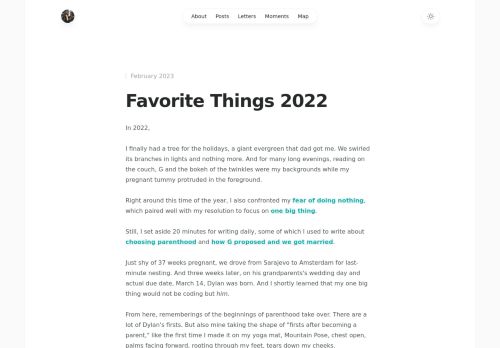 About Posts Letters Moments Map
February 2023
Favorite Things 2022
In 2022,
I finally had a tree for the holidays, a giant evergreen that dad got me. We swirled
its branches in lights and nothing more. And for many long evenings, reading on
the couch, G and the bokeh of the twinkles were my backgrounds while my
pregnant tummy protruded in the foreground.
Right around this time of the year, I also confronted my fear of doing nothing,
which paired well with my resolution to focus on one big thing.
Still, I set aside 20 minutes for writing daily, some of which I used to write about
choosing parenthood and how G proposed and we got married.
Just shy of 37 weeks pregnant, we drove from Sarajevo to Amsterdam for last-
minute nesting. And three weeks later, on his grandparents's wedding day and
actual due date, March 14, Dylan was born. And I shortly learned that my one big
thing would not be coding but him.
From here, rememberings of the beginnings of parenthood take over. There are a
lot of Dylan's firsts. But also mine taking the shape of "firsts after becoming a
parent," like the first time I made it on my yoga mat, Mountain Pose, chest open,
palms facing forward, rooting through my feet, tears down my cheeks.